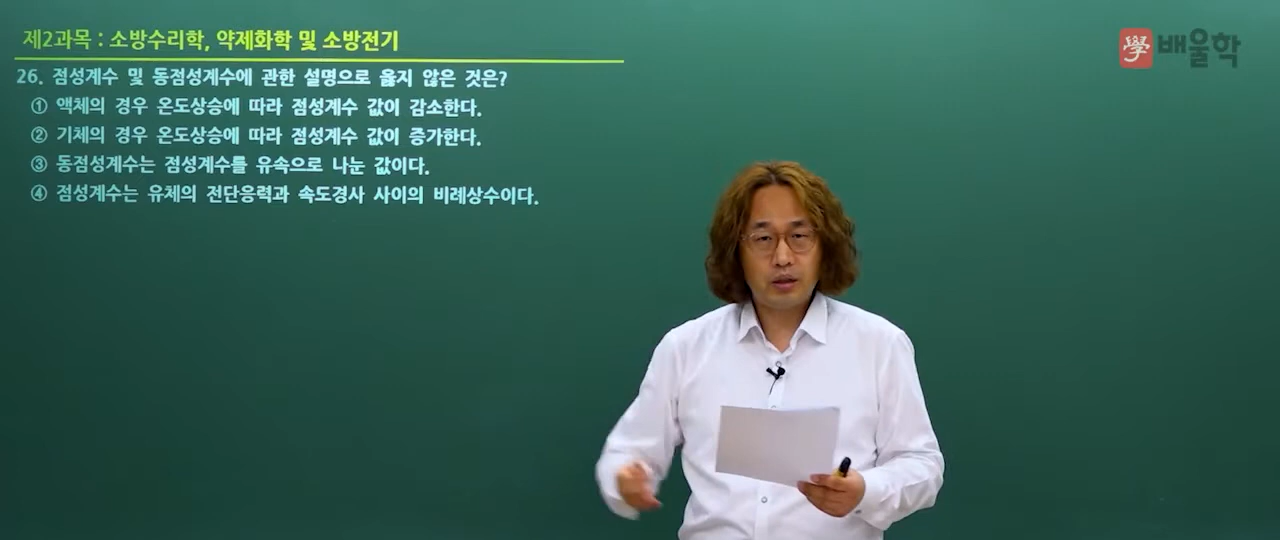 제2과목 : 소방수리학, 약제화학 및 소방전기
學 배울학
26. 점성계수 및 동점성계수에 관한 설명으로 옳지 않은 것은?
① 액체의 경우 온도상승에 따라 점성계수 값이 감소한다.
② 기체의 경우 온도상승에 따라 점성계수 값이 증가한다.
③ 동점성계수는 점성계수를 유속으로 나눈 값이다.
④ 점성계수는 유체의 전단응력과 속도경사 사이의 비례상수이다.